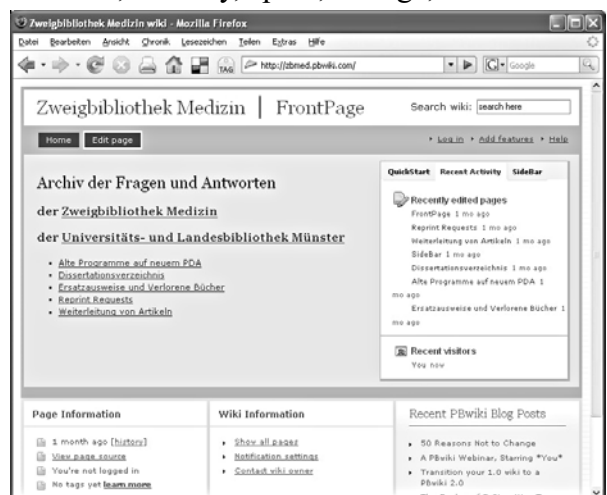 Zweigbibliothek Medizin wiki - Mozilla Firefox
Datei Bearbeiten Ansicht Chronik Lesezeichen Teilen Extras Hilfe
TAG http://zbmed.pbwiki.com/ Google
Zweigbibliothek Medizin | FrontPage Search wiki: search here
Home Edit page Log in Add features Help
QuickStart Recent Activity SideBar
Archiv der Fragen und Antworten
der Zweigbibliothek Medizin
der Universitäts- und Landesbibliothek Münster
Alte Programme auf neuem PDA
Dissertationsverzeichnis
Ersatzausweise und Verlorene Bücher
Reprint Requests
Weiterleitung von Artikeln
Recently edited pages
FrontPage 1 mo ago
Reprint Requests 1 mo ago
Weiterleitung von Artikeln 1 mo ago
SideBar 1 mo ago
Dissertationsverzeichnis 1 mo ago
Alte Programme auf neuem PDA 1
mo ago
Ersatzausweise und Verlorene Bücher 1
mo ago
Recent visitors
You now
Page Information
1 month ago [history]
View page source
You're not logged in
No tags yet learn more
Wiki Information
Show all pages
Notification settings
Contact wiki owner
Recent PBwiki Blog Posts
50 Reasons Not to Change
A PBwiki Webinar, Starring *You*
Transition your 1.0 wiki to a
PBwiki 2.0